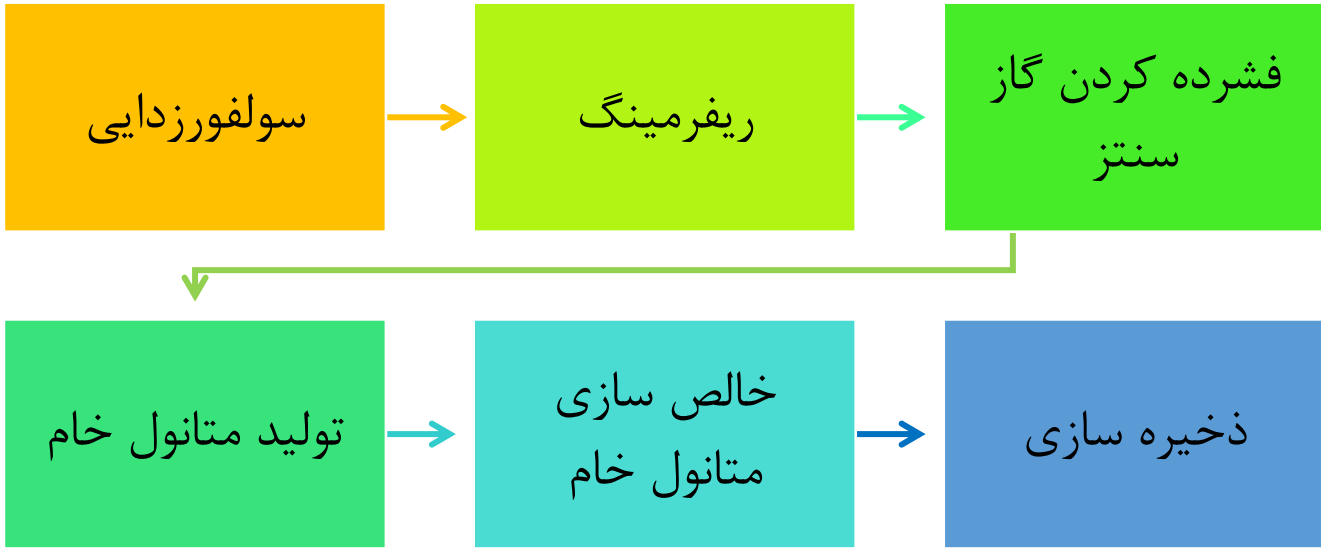 سولفورزدایی
ریفرمینگ
فشرده کردن گاز
سنتز
تولید متانول خام
خالص سازی
متانول خام
ذخیره سازی